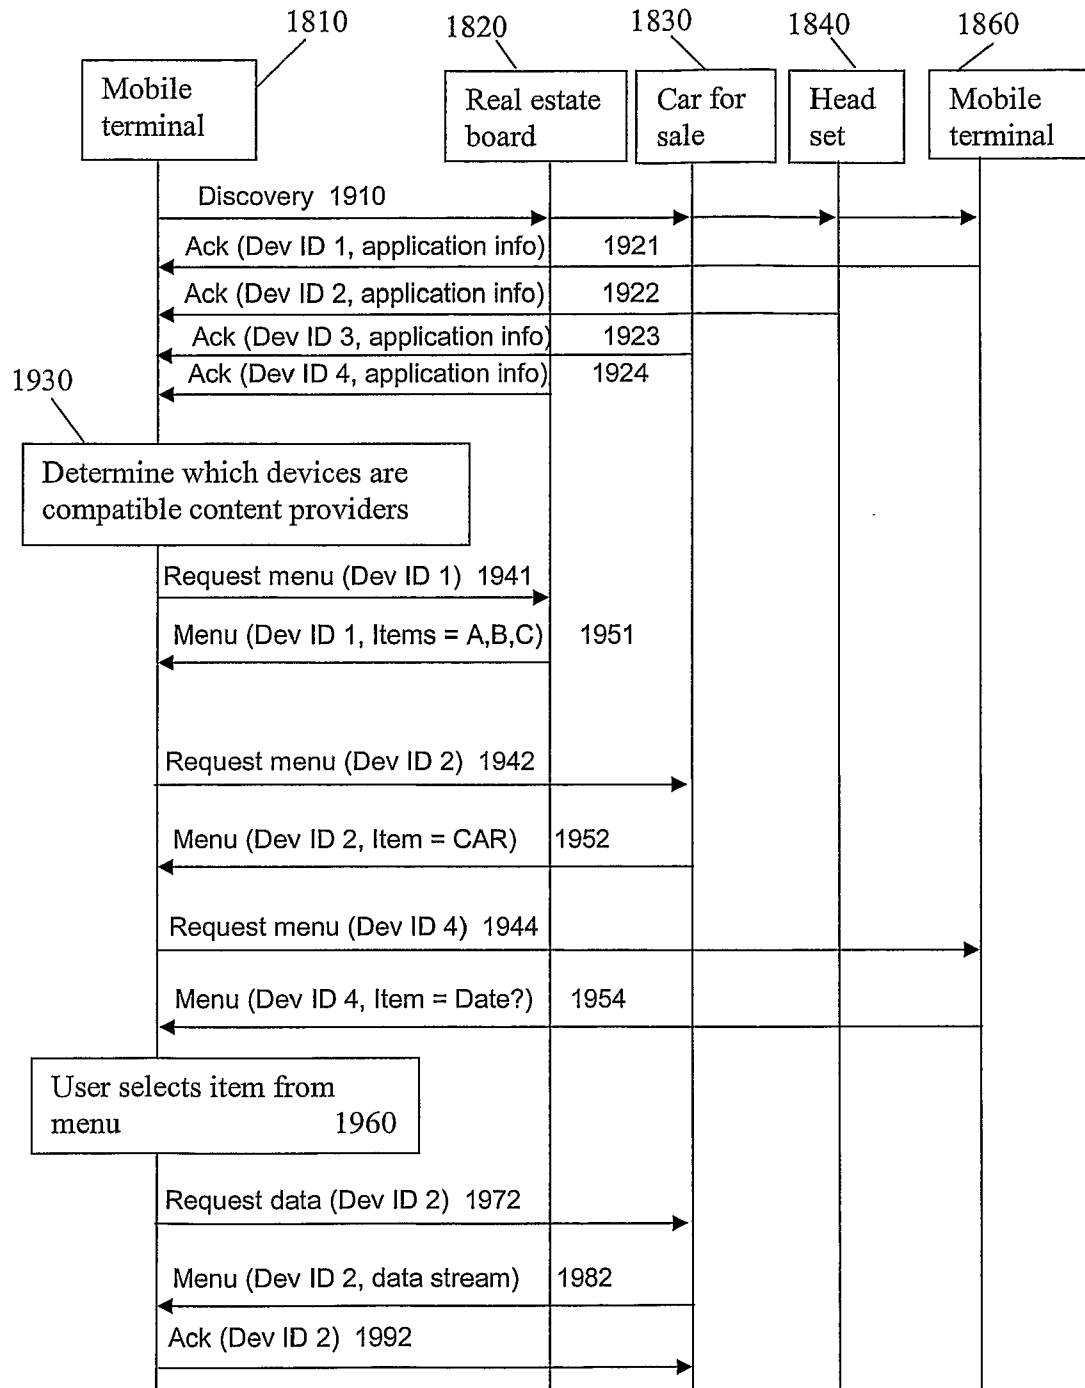 1810
1820
1830
1840
1860
Mobile
terminal
Real estate
board
Car for
sale
Head
set
Mobile
terminal
Discovery 1910
Ack (Dev ID 1, application info) 1921
Ack (Dev ID 2, application info) 1922
Ack (Dev ID 3, application info) 1923
Ack (Dev ID 4, application info) 1924
1930
Determine which devices are
compatible content providers
Request menu (Dev ID 1) 1941
Menu (Dev ID 1, Items = A,B,C) 1951
Request menu (Dev ID 2) 1942
Menu (Dev ID 2, Item = CAR) 1952
Request menu (Dev ID 4) 1944
Menu (Dev ID 4, Item = Date?) 1954
User selects item from
menu 1960
Request data (Dev ID 2) 1972
Menu (Dev ID 2, data stream) 1982
Ack (Dev ID 2) 1992